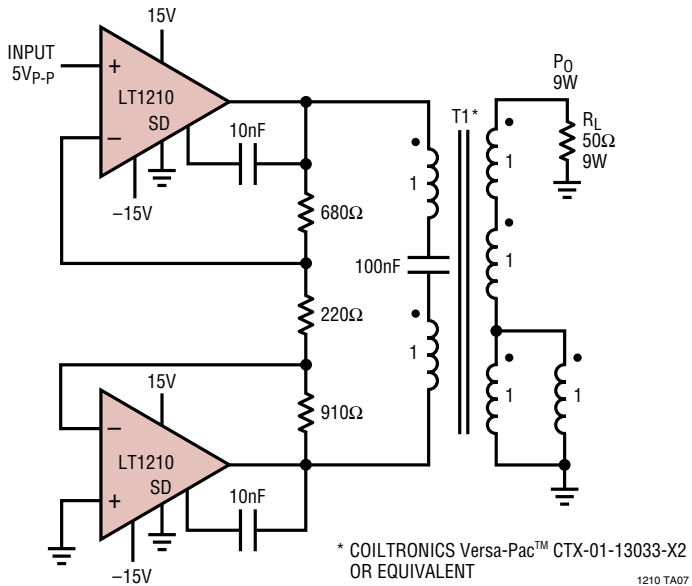 15V
INPUT
5VP-P
+
LT1210
SD
−
−15V
10nF
680Ω
220Ω
910Ω
15V
−
LT1210
SD
+
−15V
10nF
1
100nF
1
T1*
1
1
1
1
PO
9W
RL
50Ω
9W
* COILTRONICS Versa-Pac™ CTX-01-13033-X2
OR EQUIVALENT
1210 TA07